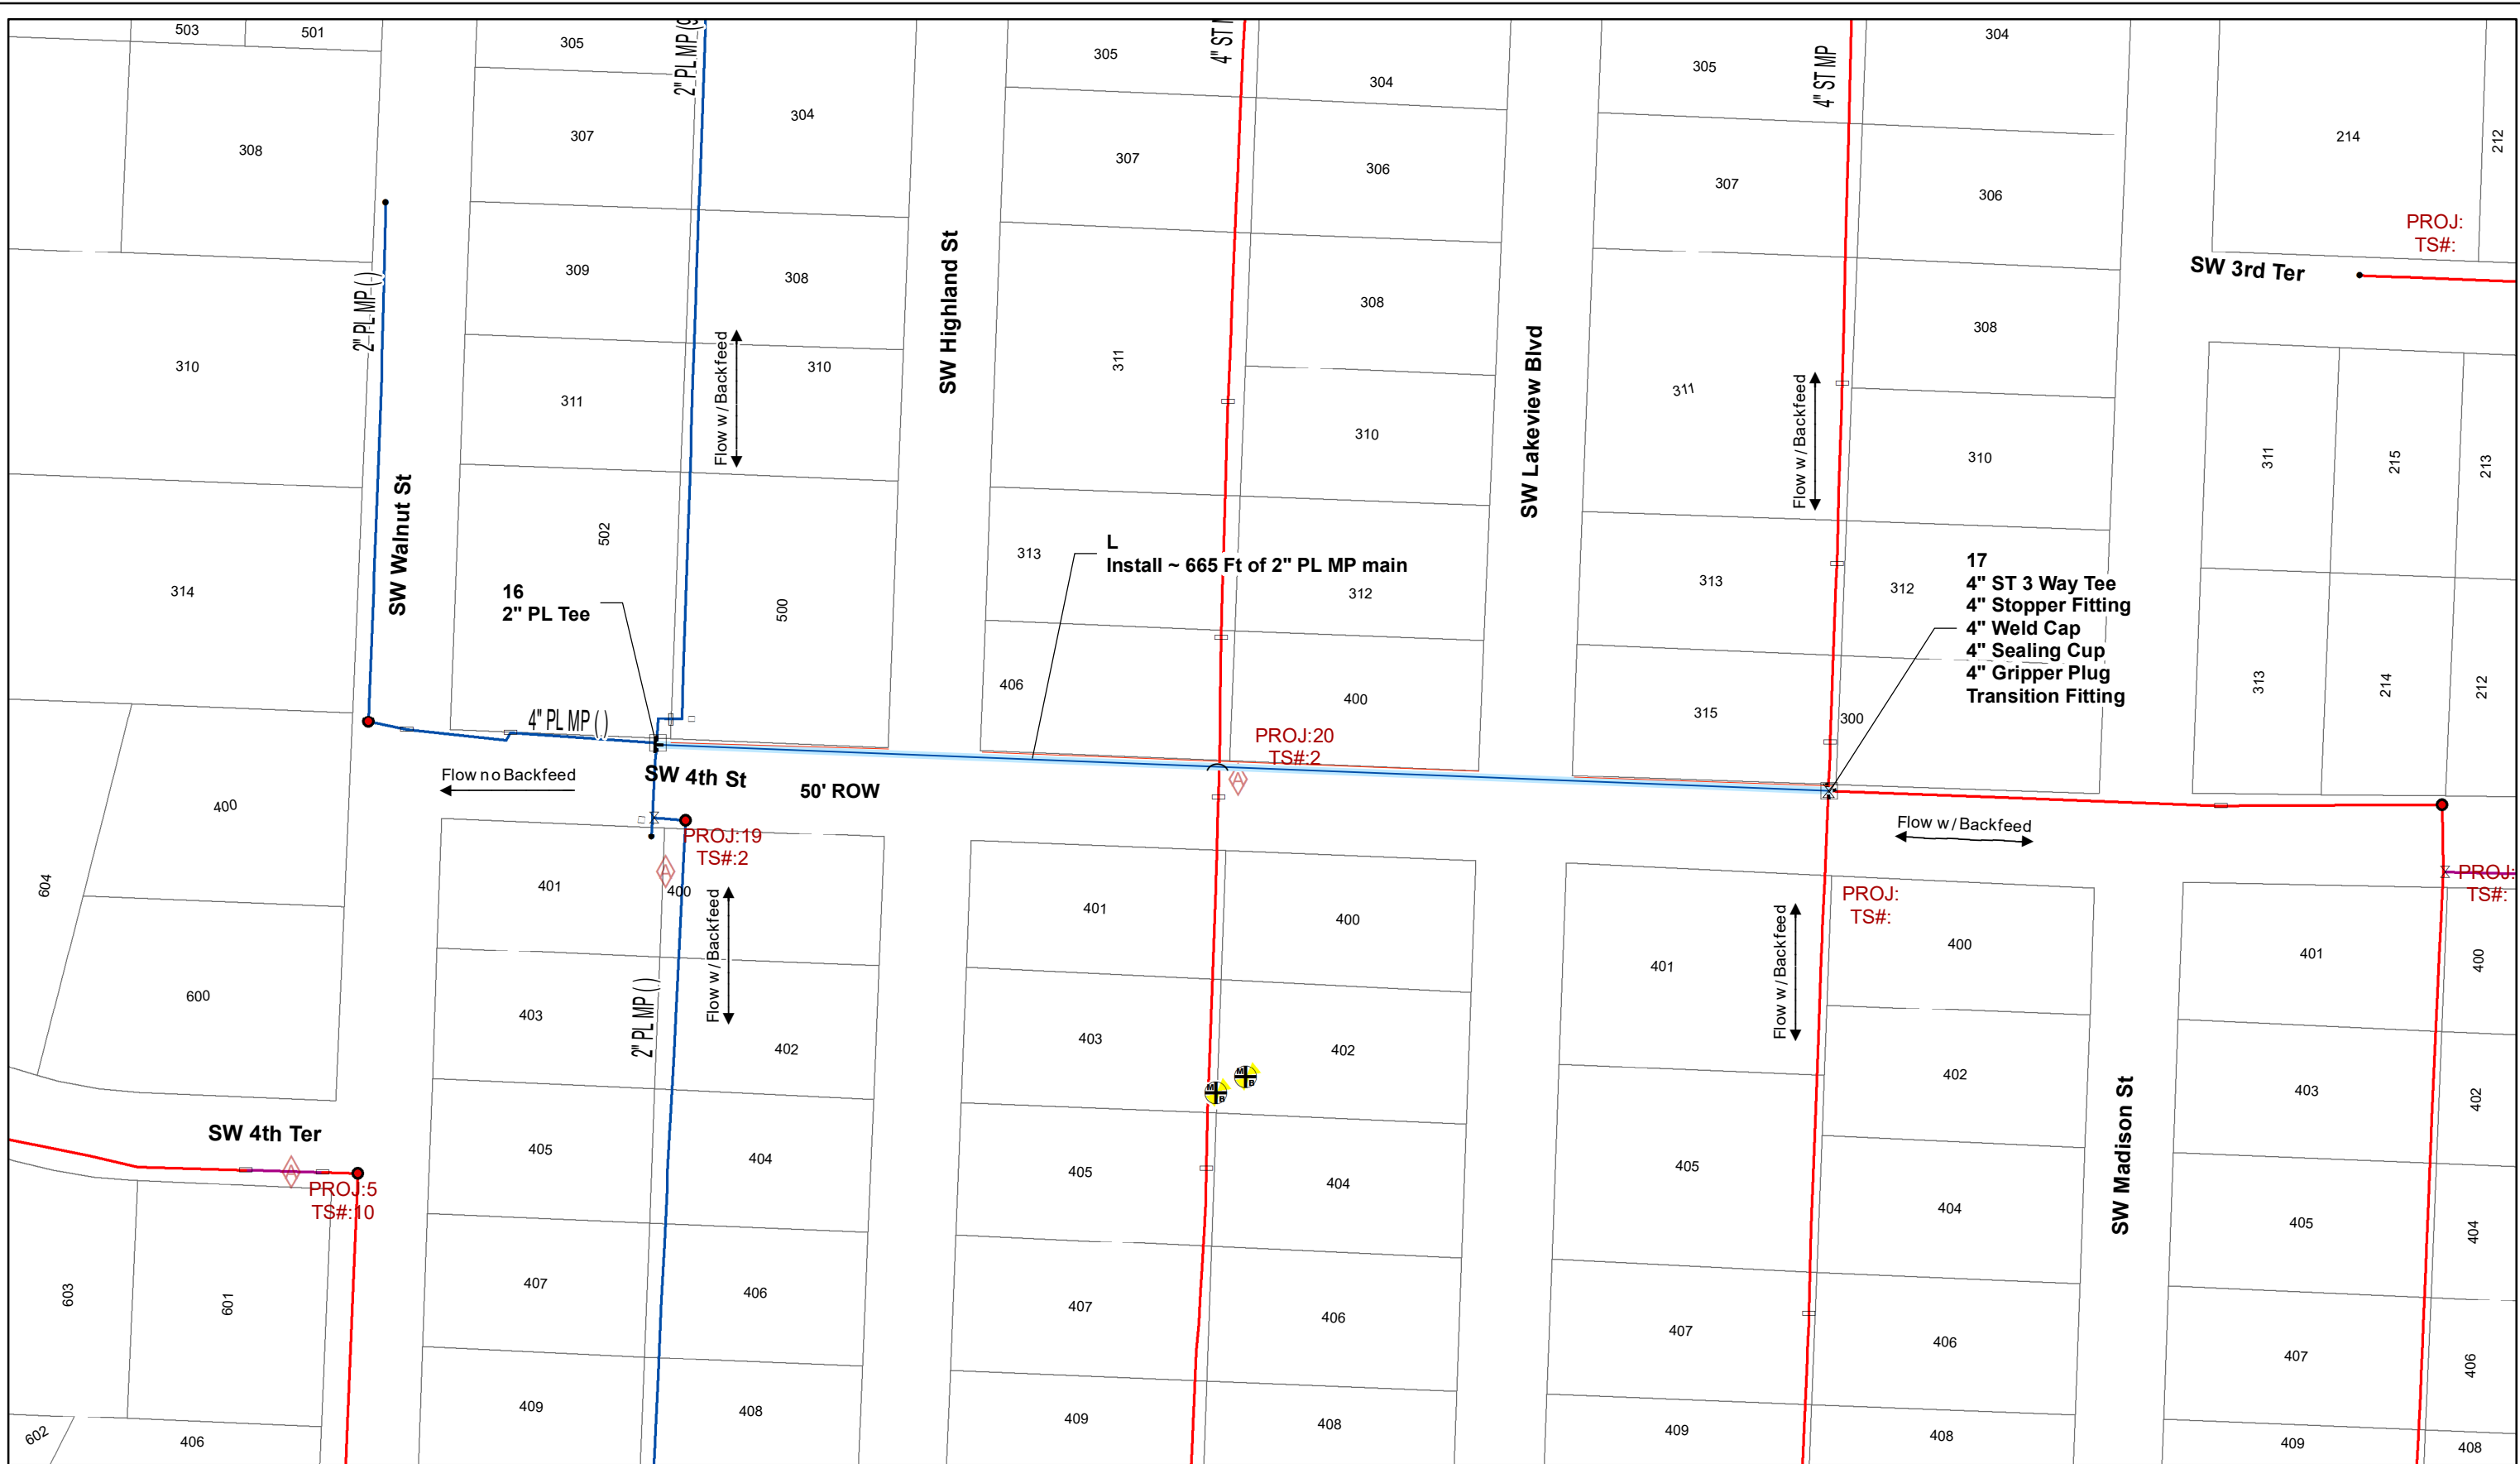 503
501
305
2" PL MP (9
305
4" ST M
304
305
4" ST MP
304
214
212
308
307
304
307
306
307
306
PROJ:
TS#:
SW 3rd Ter
309
308
308
308
2" PL MP ( )
310
311
Flow w/ Backfeed
310
SW Highland St
311
310
SW Lakeview Blvd
311
Flow w/ Backfeed
310
311
215
213
SW Walnut St
314
502
500
16
2" PL Tee
L
Install ~ 665 Ft of 2" PL MP main
313
312
313
312
17
4" ST 3 Way Tee
4" Stopper Fitting
4" Weld Cap
4" Sealing Cup
4" Gripper Plug
Transition Fitting
406
400
315
300
313
214
212
4" PL MP ( )
PROJ:20
TS#:2
Flow no Backfeed
SW 4th St
50' ROW
400
Flow w/ Backfeed
PROJ:19
TS#:2
604
401
400
Flow w/ Backfeed
401
400
401
Flow w/ Backfeed
PROJ:
TS#:
400
401
PROJ:
TS#:
400
600
403
2" PL MP ( )
402
403
402
402
403
402
SW Madison St
SW 4th Ter
405
404
405
404
405
404
405
404
PROJ:5
TS#:10
603
601
407
406
407
406
407
406
407
406
602
406
409
408
409
408
409
408
409
408
M
B
M
B
A
A
A